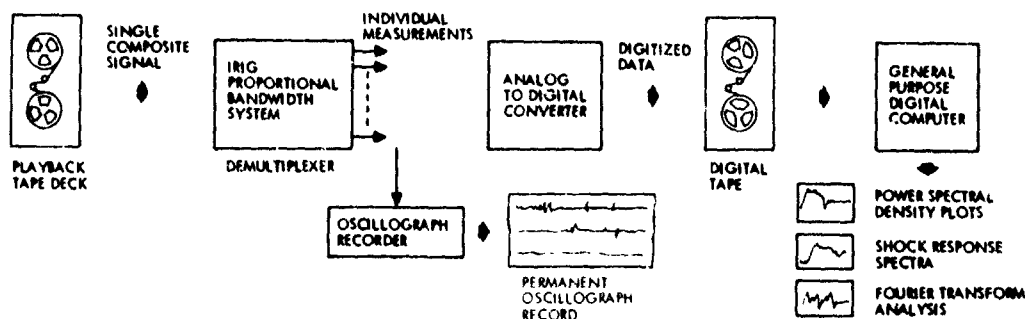 PLAYBACK
TAPE DECK
SINGLE
COMPOSITE
SIGNAL
IRIG
PROPORTIONAL
BANDWIDTH
SYSTEM
DEMULTIPLEXER
INDIVIDUAL
MEASUREMENTS
OSCILLOGRAPH
RECORDER
PERMANENT
OSCILLOGRAPH
RECORD
ANALOG
TO DIGITAL
CONVERTER
DIGITIZED
DATA
DIGITAL
TAPE
GENERAL
PURPOSE
DIGITAL
COMPUTER
POWER SPECTRAL
DENSITY PLOTS
SHOCK RESPONSE
SPECTRA
FOURIER TRANSFORM
ANALYSIS